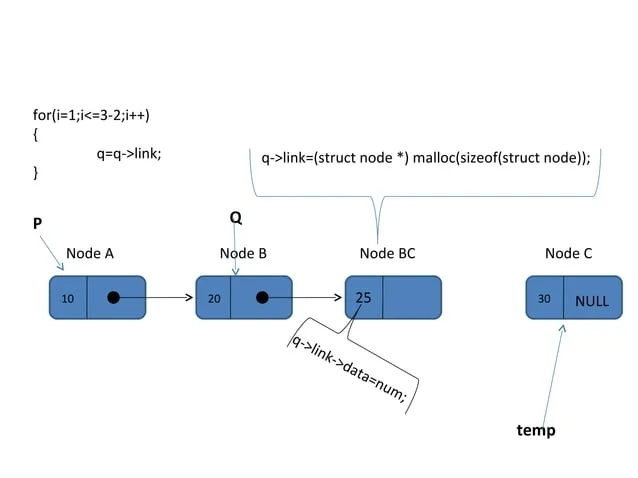 for(i=1;i<=3-2;i++)
{
q=q->link;
}
q->link=(struct node *) malloc(sizeof(struct node));
P
Q
Node A
Node B
Node BC
Node C
10
20
25
30
NULL
q->link->data=num;
temp